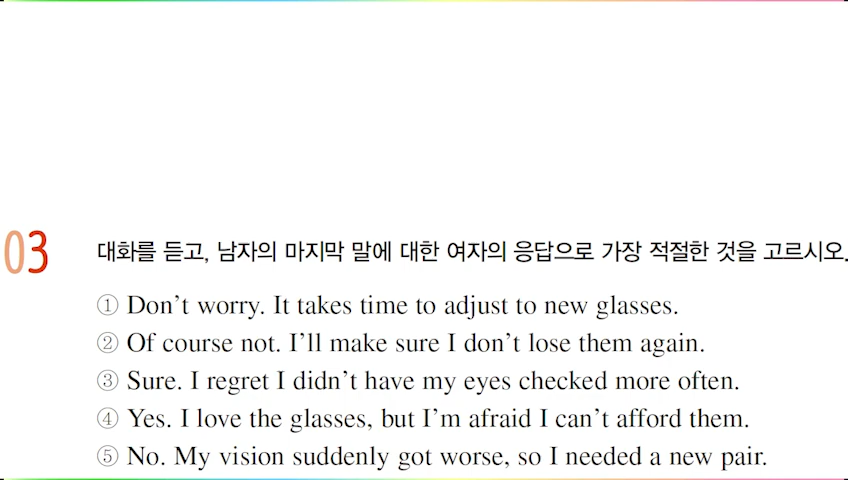 03 대화를 듣고, 남자의 마지막 말에 대한 여자의 응답으로 가장 적절한 것을 고르시오.
① Don’t worry. It takes time to adjust to new glasses.
② Of course not. I’ll make sure I don’t lose them again.
③ Sure. I regret I didn’t have my eyes checked more often.
④ Yes. I love the glasses, but I’m afraid I can’t afford them.
⑤ No. My vision suddenly got worse, so I needed a new pair.